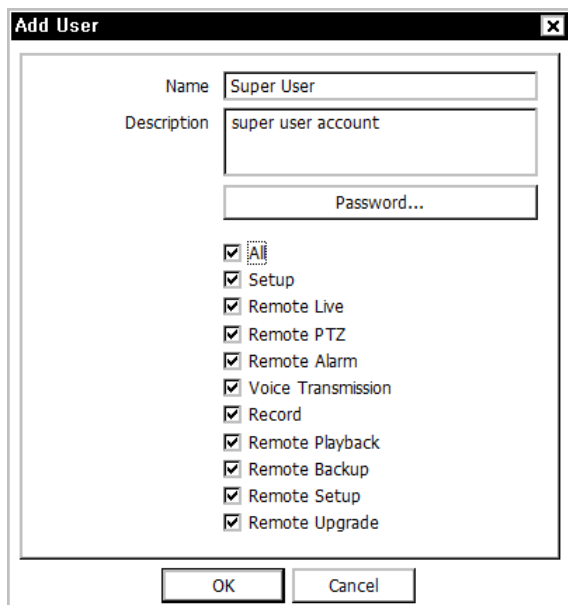 Add User
Name Super User
Description super user account
Password...
All
Setup
Remote Live
Remote PTZ
Remote Alarm
Voice Transmission
Record
Remote Playback
Remote Backup
Remote Setup
Remote Upgrade
OK Cancel